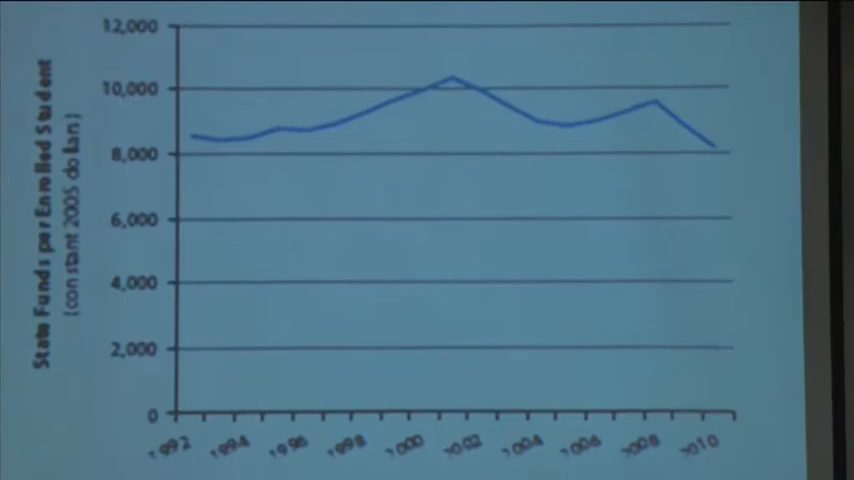 State Funds per Enrolled Student
(constant 2005 dollars)
12,000
10,000
8,000
6,000
4,000
2,000
0
1992 1994 1996 1998 2000 2002 2004 2006 2008 2010